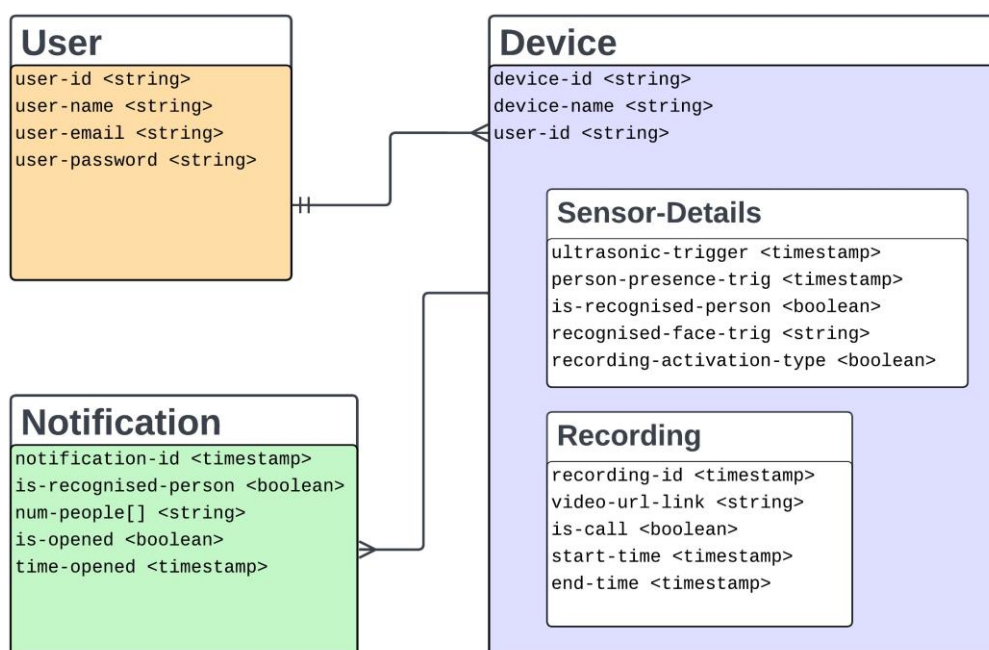 User
user-id <string>
user-name <string>
user-email <string>
user-password <string>
Device
device-id <string>
device-name <string>
user-id <string>
Sensor-Details
ultrasonic-trigger <timestamp>
person-presence-trig <timestamp>
is-recognised-person <boolean>
recognised-face-trig <string>
recording-activation-type <boolean>
Notification
notification-id <timestamp>
is-recognised-person <boolean>
num-people[] <string>
is-opened <boolean>
time-opened <timestamp>
Recording
recording-id <timestamp>
video-url-link <string>
is-call <boolean>
start-time <timestamp>
end-time <timestamp>